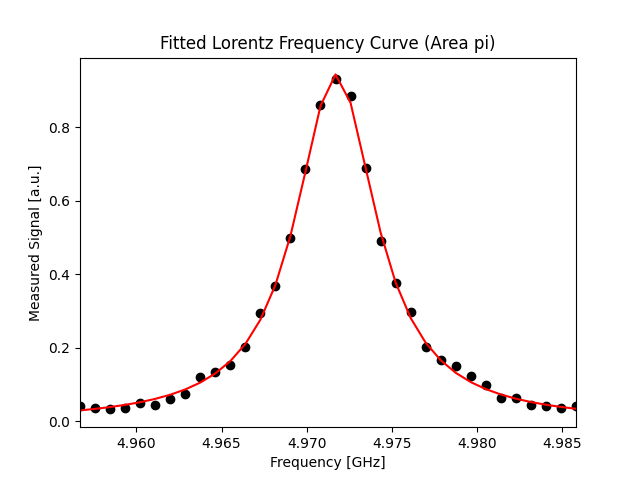 Fitted Lorentz Frequency Curve (Area pi)
Measured Signal [a.u.]
0.8
0.6
0.4
0.2
0.0
4.960 4.965 4.970 4.975 4.980 4.985
Frequency [GHz]